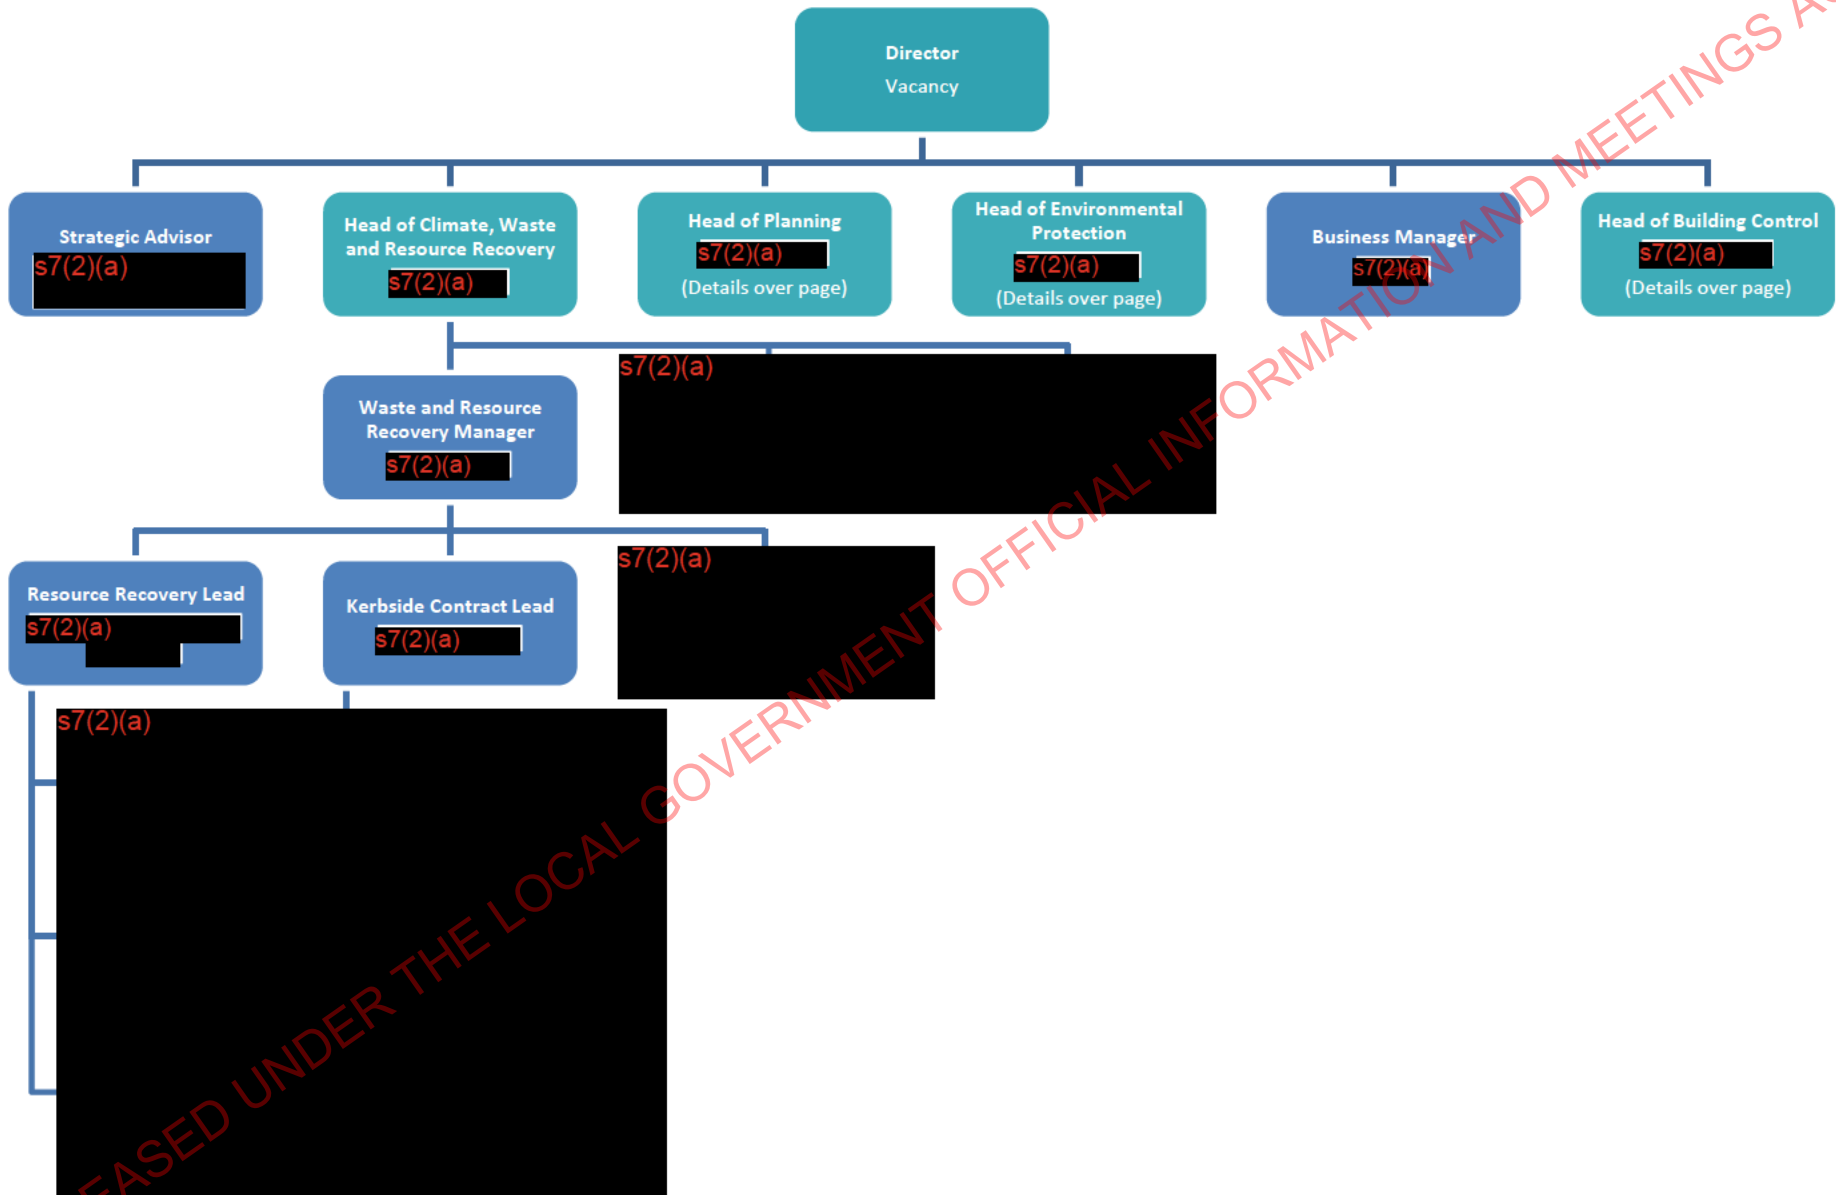 Director
Vacancy
Strategic Advisor
s7(2)(a)
Head of Climate, Waste
and Resource Recovery
s7(2)(a)
Head of Planning
s7(2)(a)
(Details over page)
Head of Environmental
Protection
s7(2)(a)
(Details over page)
Business Manager
s7(2)(a)
Head of Building Control
s7(2)(a)
(Details over page)
Waste and Resource
Recovery Manager
s7(2)(a)
s7(2)(a)
Resource Recovery Lead
s7(2)(a)
Kerbside Contract Lead
s7(2)(a)
s7(2)(a)
s7(2)(a)
EASED UNDER THE LOCAL GOVERNMENT OFFICIAL INFORMATION AND MEETINGS